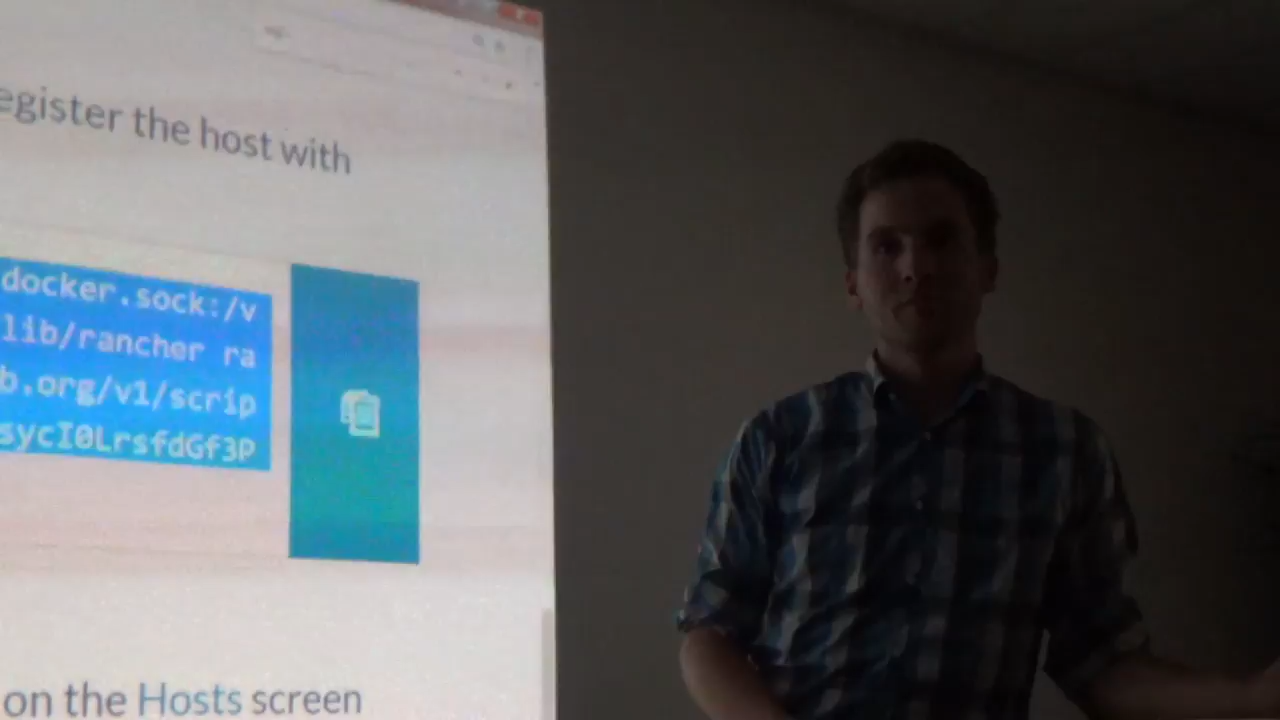 egister the host with
docker.sock:/v
lib/rancher ra
b.org/v1/scrip
sycI0LrsfdGf3P
on the Hosts screen